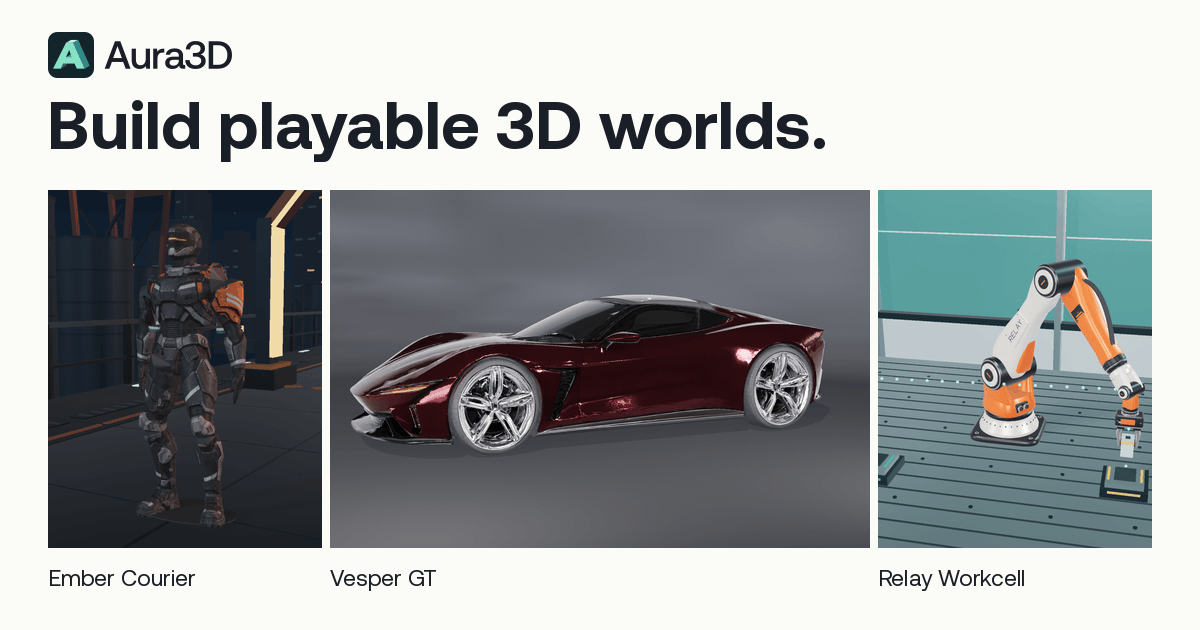 Aura3D
Build playable 3D worlds.
RELAY
Ember Courier
Vesper GT
Relay Workcell